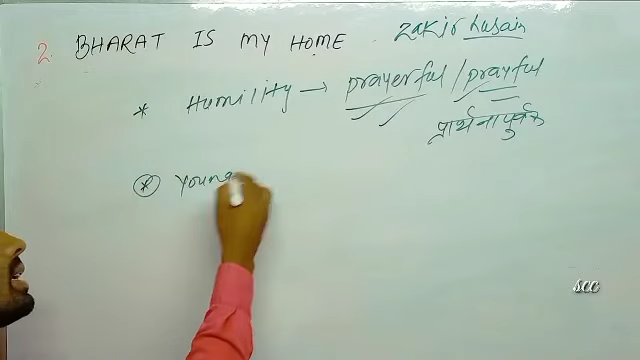 2. BHARAT IS MY HOME Zakir husain
* Humility → prayerful / prayful
प्रार्थनापुर्वक
* Young
scc